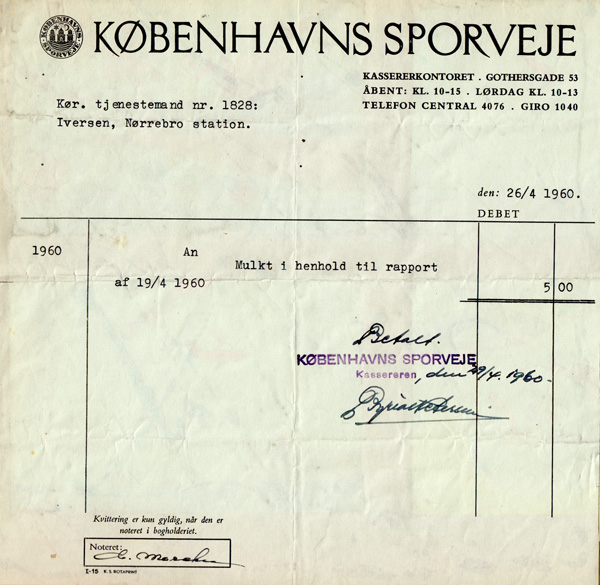 KØBENHAVNS
SPORVEJE
KØBENHAVNS SPORVEJE
KASSERERKONTORET . GOTHERSGADE 53
ÅBENT: KL. 10-15 . LØRDAG KL. 10-13
TELEFON CENTRAL 4076 . GIRO 1040
Kør. tjenestemand nr. 1828:
Iversen, Nørrebro station.
den: 26/4 1960.
DEBET
1960 An
Mulkt i henhold til rapport
af 19/4 1960 5 00
Betalt.
KØBENHAVNS SPORVEJE
Kassereren, den 29/4. 1960-
Kvittering er kun gyldig, når den er
noteret i bogholderiet.
Noteret:
I-15 K. S. ROTAPRINT